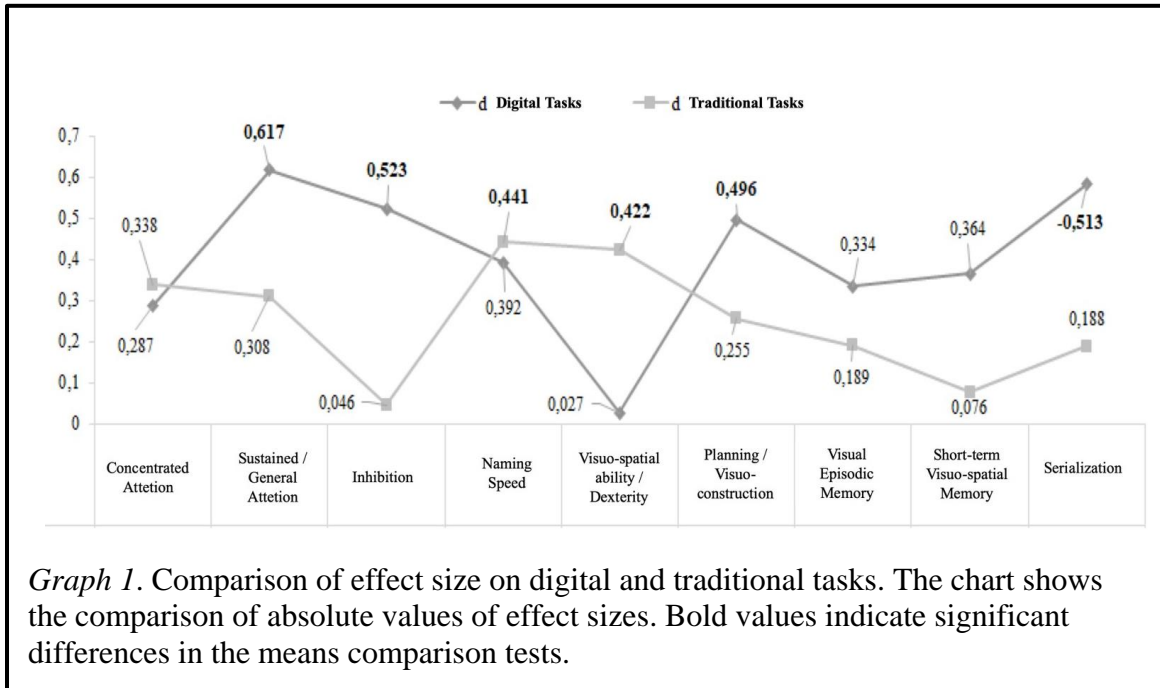 d Digital Tasks d Traditional Tasks
0,7
0,6
0,5
0,4
0,3
0,2
0,1
0
0,617
0,523
0,441
0,422
0,496
0,334
0,364
-0,513
0,338
0,287
0,308
0,046
0,392
0,027
0,255
0,189
0,076
0,188
Concentrated
Attetion
Sustained /
General
Attetion
Inhibition
Naming
Speed
Visuo-spatial
ability /
Dexterity
Planning /
Visuo-
construction
Visual
Episodic
Memory
Short-term
Visuo-spatial
Memory
Serialization
Graph 1. Comparison of effect size on digital and traditional tasks. The chart shows
the comparison of absolute values of effect sizes. Bold values indicate significant
differences in the means comparison tests.